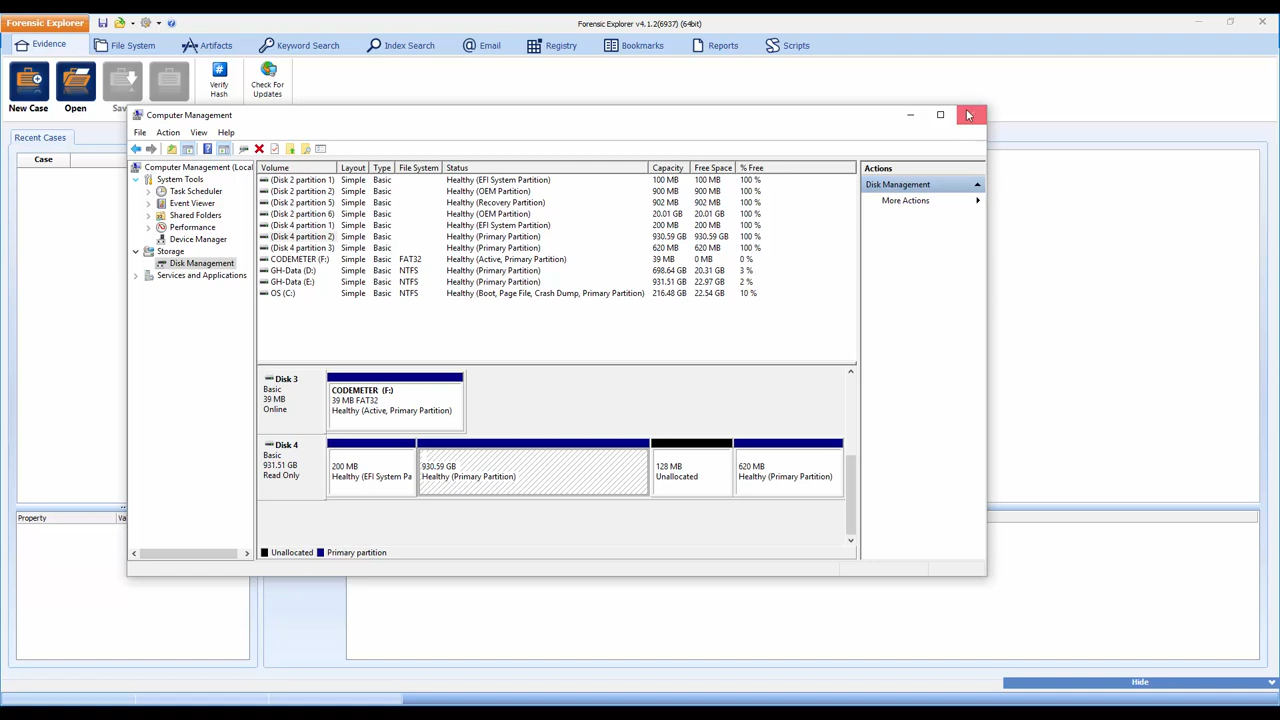 Forensic Explorer
Forensic Explorer v4.1.2(6937) (64bit)
Evidence
File System
Artifacts
Keyword Search
Index Search
Email
Registry
Bookmarks
Reports
Scripts
New Case
Open
Sav
Verify
Hash
Check For
Updates
Recent Cases
Case
Computer Management
File Action View Help
Computer Management (Local
System Tools
Task Scheduler
Event Viewer
Shared Folders
Performance
Device Manager
Storage
Disk Management
Services and Applications
Volume Layout Type File System Status Capacity Free Space % Free
(Disk 2 partition 1) Simple Basic Healthy (EFI System Partition) 100 MB 100 MB 100 %
(Disk 2 partition 2) Simple Basic Healthy (OEM Partition) 900 MB 900 MB 100 %
(Disk 2 partition 5) Simple Basic Healthy (Recovery Partition) 902 MB 902 MB 100 %
(Disk 2 partition 6) Simple Basic Healthy (OEM Partition) 20.01 GB 20.01 GB 100 %
(Disk 4 partition 1) Simple Basic Healthy (EFI System Partition) 200 MB 200 MB 100 %
(Disk 4 partition 2) Simple Basic Healthy (Primary Partition) 930.59 GB 930.59 GB 100 %
(Disk 4 partition 3) Simple Basic Healthy (Primary Partition) 620 MB 620 MB 100 %
CODEMETER (F:) Simple Basic FAT32 Healthy (Active, Primary Partition) 39 MB 0 MB 0 %
GH-Data (D:) Simple Basic NTFS Healthy (Primary Partition) 698.64 GB 20.31 GB 3 %
GH-Data (E:) Simple Basic NTFS Healthy (Primary Partition) 931.51 GB 22.97 GB 2 %
OS (C:) Simple Basic NTFS Healthy (Boot, Page File, Crash Dump, Primary Partition) 216.48 GB 22.54 GB 10 %
Actions
Disk Management
More Actions
Disk 3
Basic
39 MB
Online
CODEMETER (F:)
39 MB FAT32
Healthy (Active, Primary Partition)
Disk 4
Basic
931.51 GB
Read Only
200 MB
Healthy (EFI System Pa
930.59 GB
Healthy (Primary Partition)
128 MB
Unallocated
620 MB
Healthy (Primary Partition)
Unallocated Primary partition
Property Va
Hide